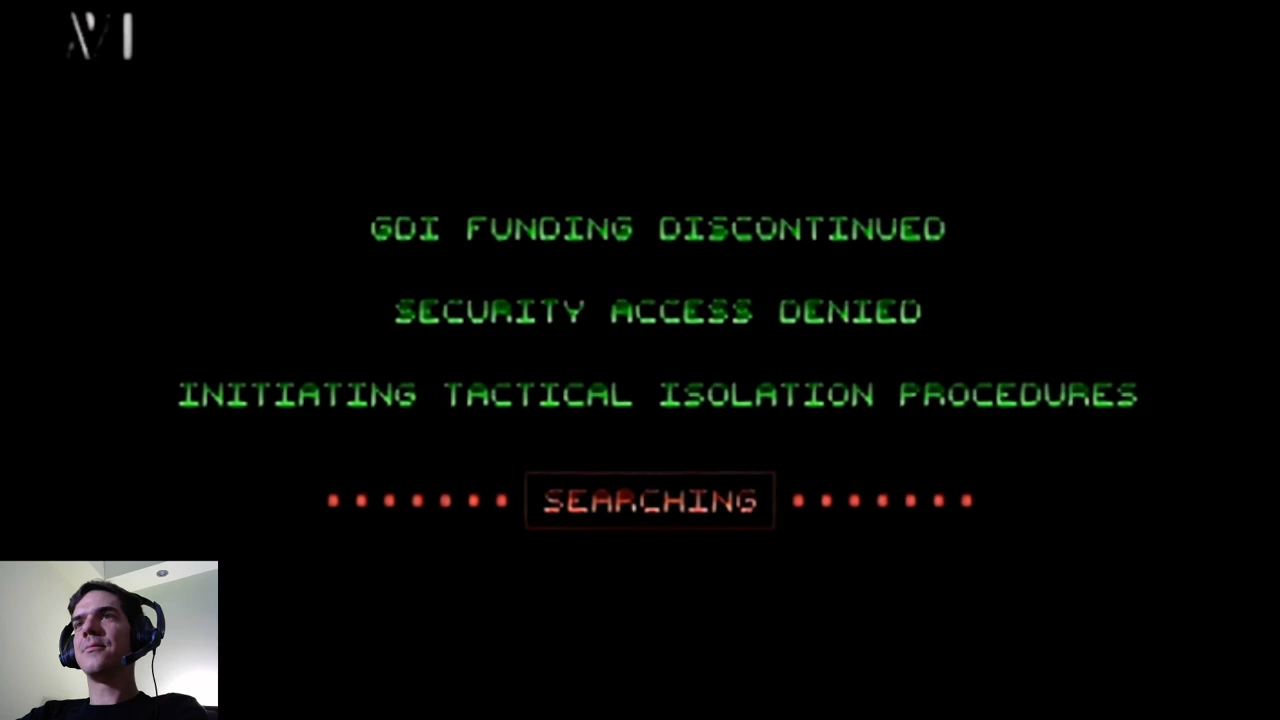 GDI FUNDING DISCONTINUED
SECURITY ACCESS DENIED
INITIATING TACTICAL ISOLATION PROCEDURES
SEARCHING